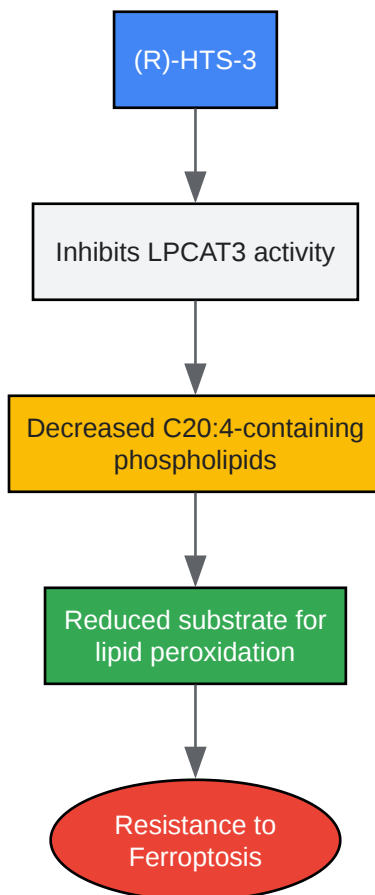 (R)-HTS-3
Inhibits LPCAT3 activity
Decreased C20:4-containing
phospholipids
Reduced substrate for
lipid peroxidation
Resistance to
Ferroptosis